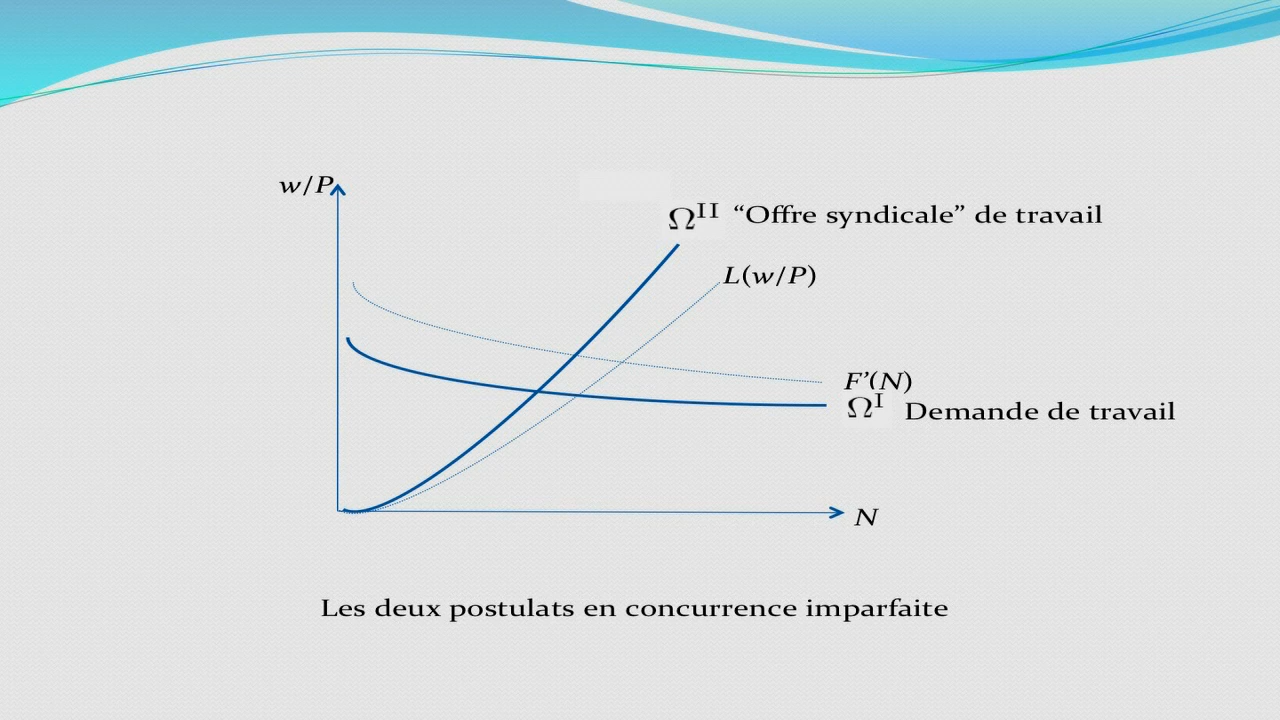 w/P
Ω^II “Offre syndicale” de travail
L(w/P)
F’(N)
Ω^I Demande de travail
N
Les deux postulats en concurrence imparfaite